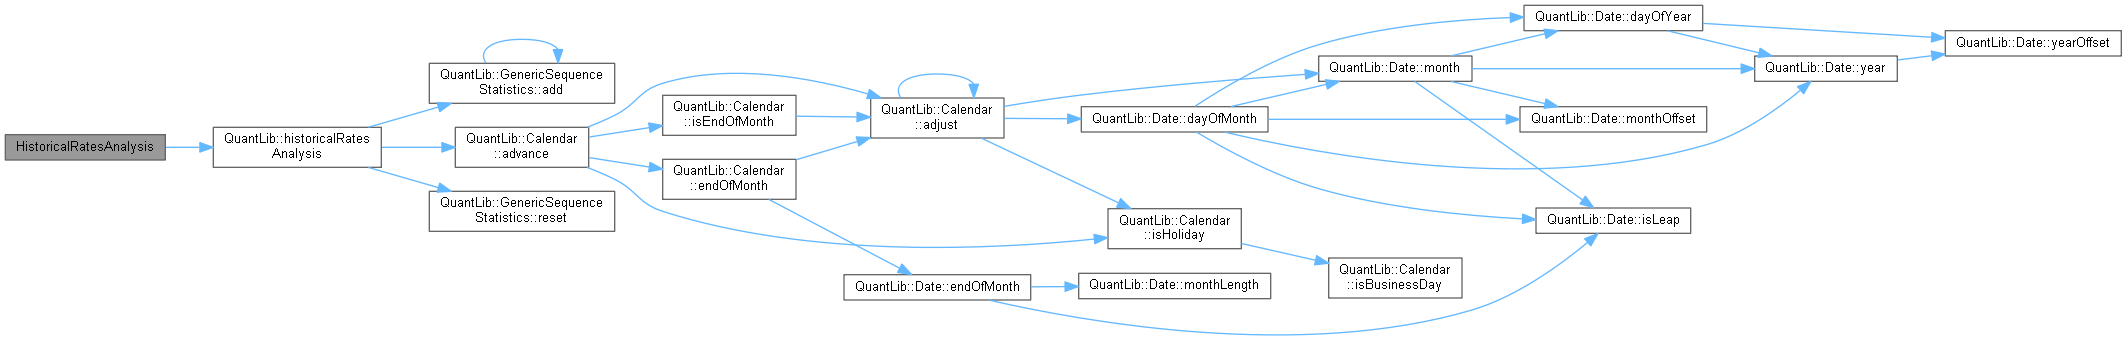 HistoricalRatesAnalysis
QuantLib::historicalRates
Analysis
QuantLib::GenericSequence
Statistics::add
QuantLib::Calendar
::advance
QuantLib::GenericSequence
Statistics::reset
QuantLib::Calendar
::isEndOfMonth
QuantLib::Calendar
::endOfMonth
QuantLib::Calendar
::adjust
QuantLib::Date::endOfMonth
QuantLib::Date::dayOfMonth
QuantLib::Calendar
::isHoliday
QuantLib::Date::monthLength
QuantLib::Date::month
QuantLib::Calendar
::isBusinessDay
QuantLib::Date::dayOfYear
QuantLib::Date::monthOffset
QuantLib::Date::isLeap
QuantLib::Date::year
QuantLib::Date::yearOffset